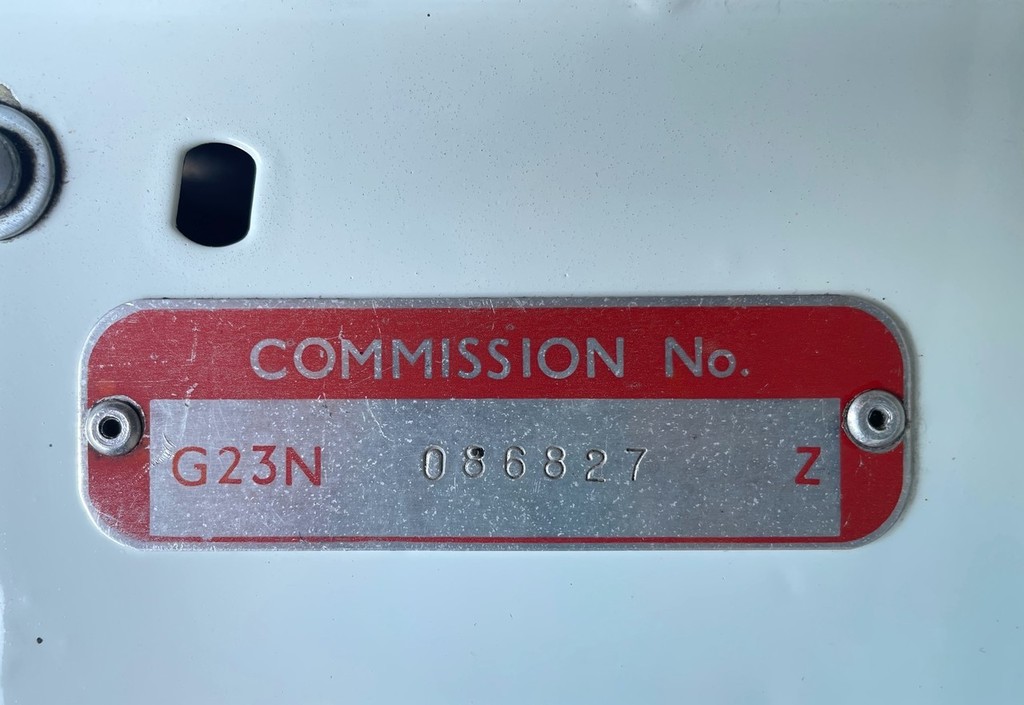 COMMISSION No.
G23N 086827 Z